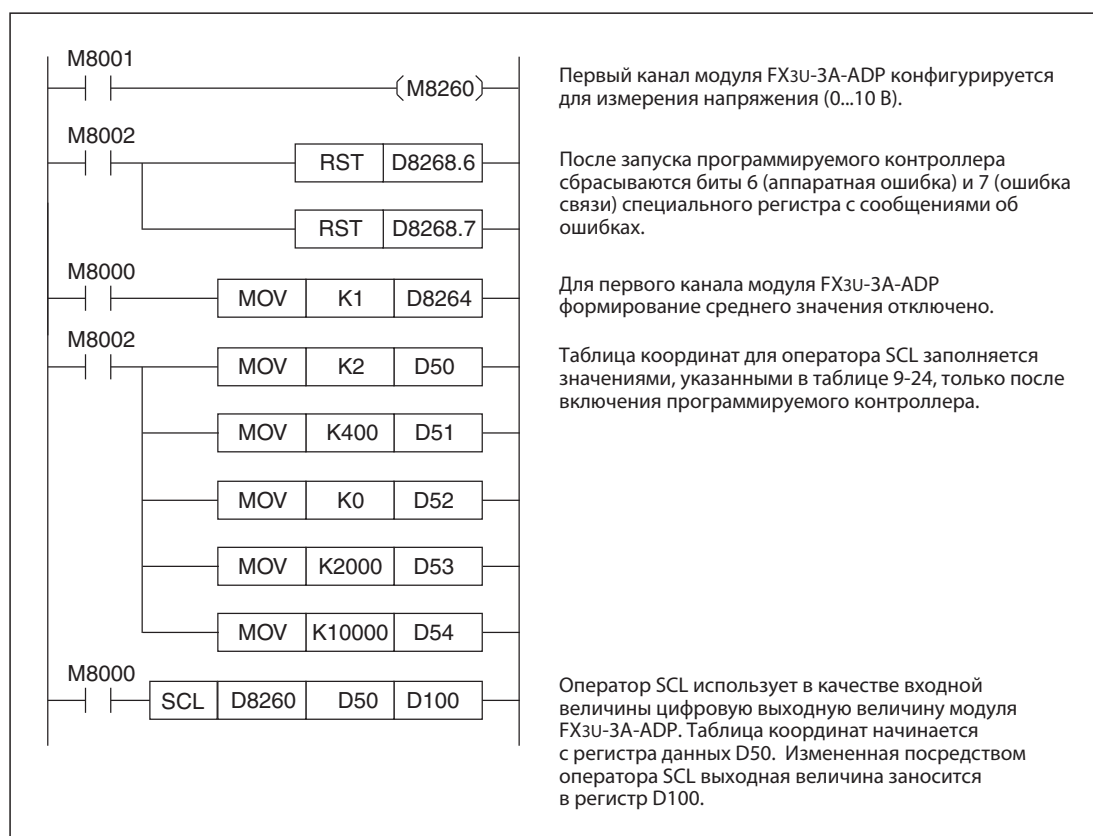 M8001
(M8260)
Первый канал модуля FX3U-3A-ADP конфигурируется
для измерения напряжения (0...10 В).
M8002
RST D8268.6
RST D8268.7
После запуска программируемого контроллера
сбрасываются биты 6 (аппаратная ошибка) и 7 (ошибка
связи) специального регистра с сообщениями об
ошибках.
M8000
MOV K1 D8264
Для первого канала модуля FX3U-3A-ADP
формирование среднего значения отключено.
M8002
MOV K2 D50
MOV K400 D51
MOV K0 D52
MOV K2000 D53
MOV K10000 D54
Таблица координат для оператора SCL заполняется
значениями, указанными в таблице 9-24, только после
включения программируемого контроллера.
M8000
SCL D8260 D50 D100
Оператор SCL использует в качестве входной
величины цифровую выходную величину модуля
FX3U-3A-ADP. Таблица координат начинается
с регистра данных D50. Измененная посредством
оператора SCL выходная величина заносится
в регистр D100.